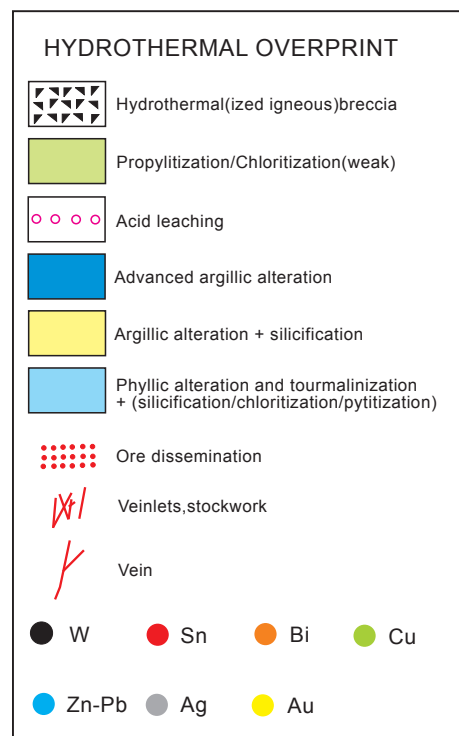 HYDROTHERMAL OVERPRINT
Hydrothermal(ized igneous)breccia
Propylitization/Chloritization(weak)
Acid leaching
Advanced argillic alteration
Argillic alteration + silicification
Phyllic alteration and tourmalinization
+ (silicification/chloritization/pytitization)
Ore dissemination
Veinlets,stockwork
Vein
W Sn Bi Cu
Zn-Pb Ag Au